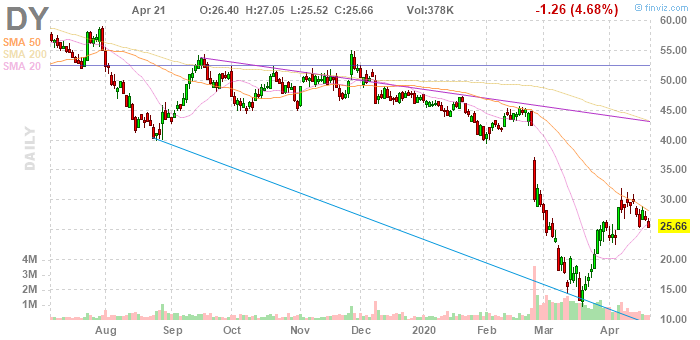 DY
Apr 21
O:26.40 H:27.05 L:25.52 C:25.66
Vol:378K
-1.26 (4.68%)
© finviz.com
SMA 50
SMA 200
SMA 20
DAILY
60.00
55.00
50.00
45.00
40.00
35.00
30.00
25.66
20.00
15.00
10.00
4M
3M
2M
1M
Aug Sep Oct Nov Dec 2020 Feb Mar Apr